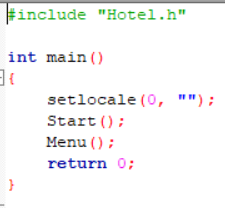 #include "Hotel.h"
int main()
{
setlocale(0, "");
Start();
Menu();
return 0;
}